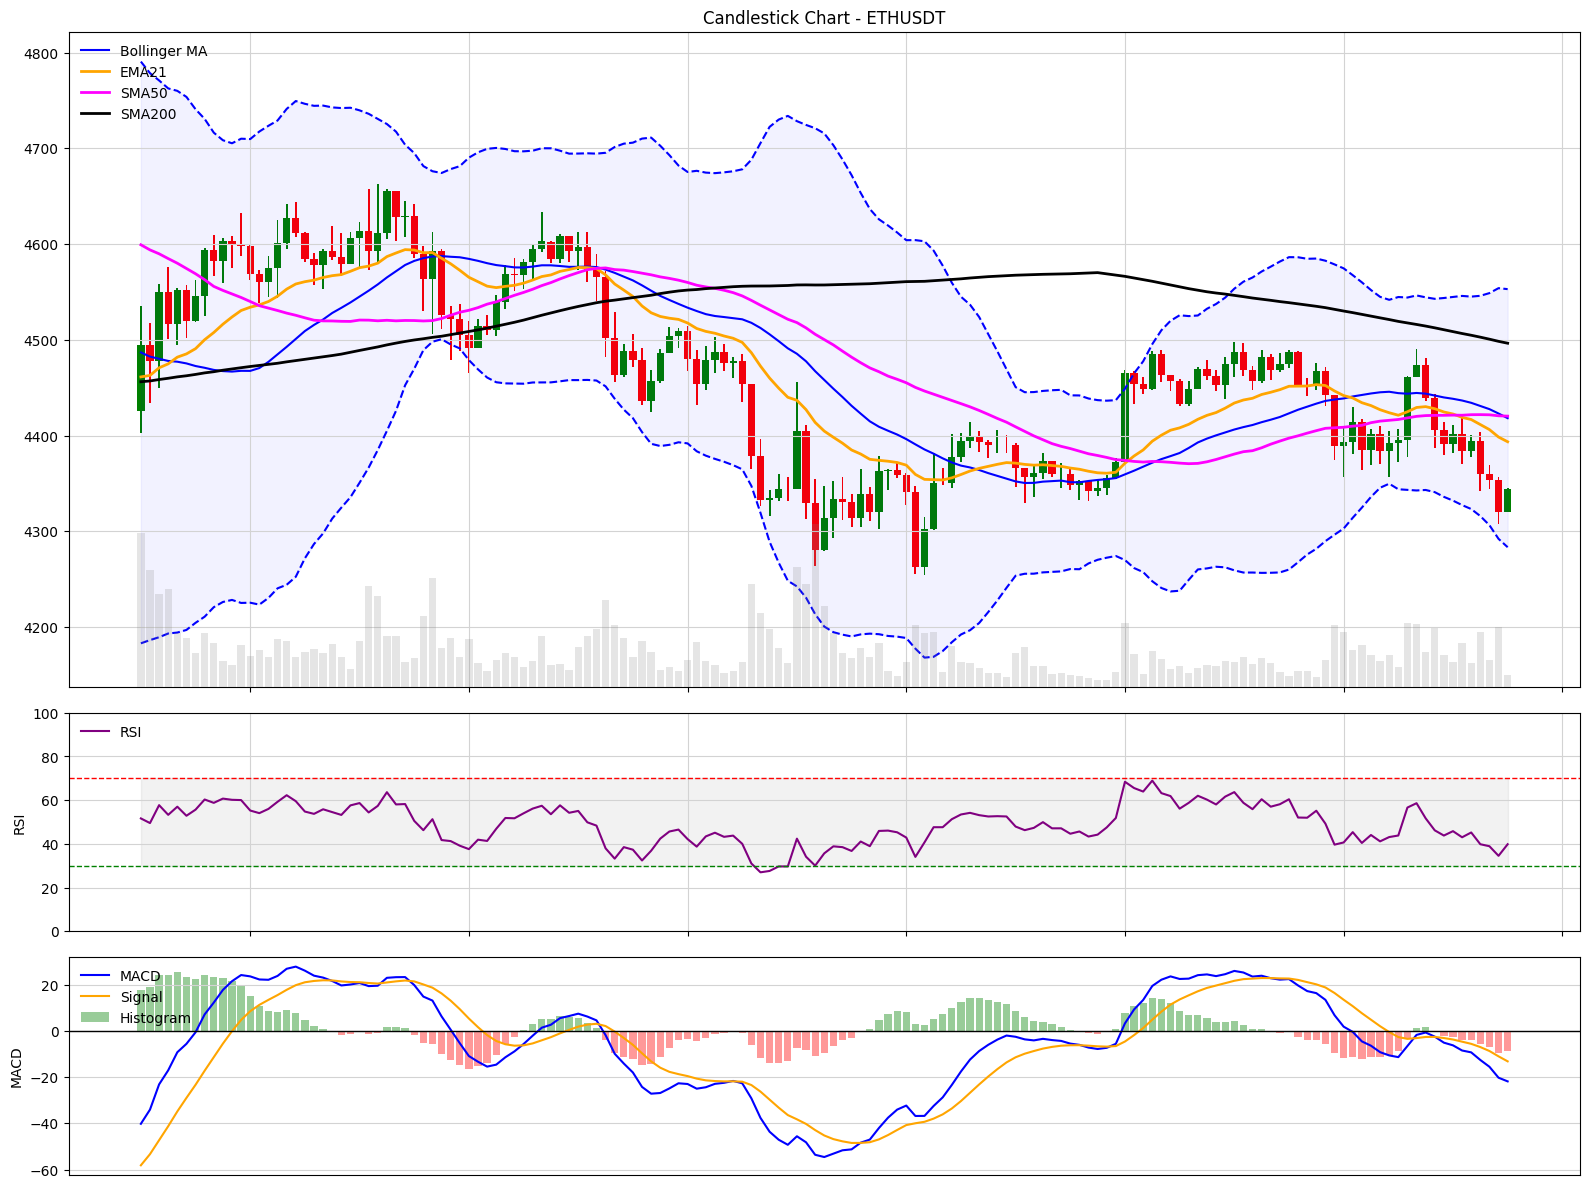 Candlestick Chart - ETHUSDT
4800
4700
4600
4500
4400
4300
4200
Bollinger MA
EMA21
SMA50
SMA200
RSI
100
80
60
40
20
0
RSI
MACD
20
0
−20
−40
−60
MACD
Signal
Histogram